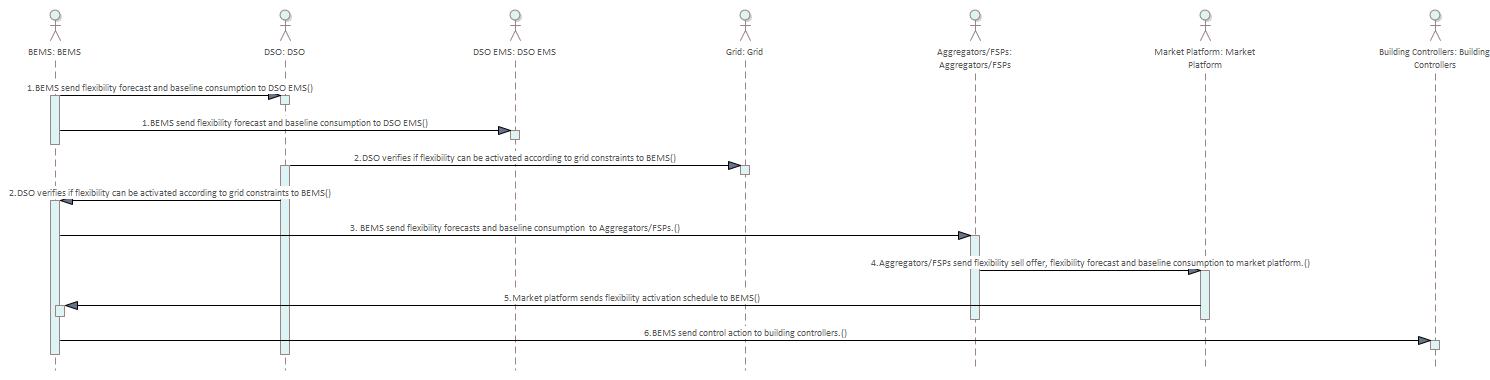 BEMS: BEMS
DSO: DSO
DSO EMS: DSO EMS
Grid: Grid
Aggregators/FSPs:
Aggregators/FSPs
Market Platform: Market
Platform
Building Controllers: Building
Controllers
1.BEMS send flexibility forecast and baseline consumption to DSO EMS()
1.BEMS send flexibility forecast and baseline consumption to DSO EMS()
2.DSO verifies if flexibility can be activated according to grid constraints to BEMS()
2.DSO verifies if flexibility can be activated according to grid constraints to BEMS()
3. BEMS send flexibility forecasts and baseline consumption to Aggregators/FSPs.()
4.Aggregators/FSPs send flexibility sell offer, flexibility forecast and baseline consumption to market platform.()
5.Market platform sends flexibility activation schedule to BEMS()
6.BEMS send control action to building controllers.()